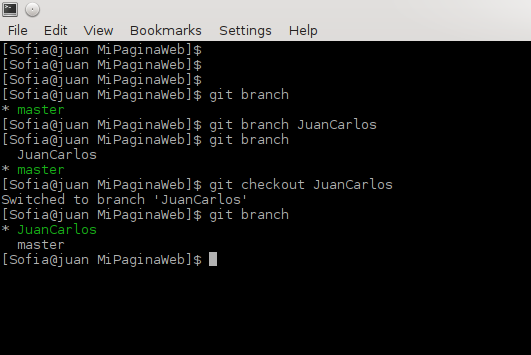 File Edit View Bookmarks Settings Help
[Sofia@juan MiPaginaWeb]$
[Sofia@juan MiPaginaWeb]$
[Sofia@juan MiPaginaWeb]$
[Sofia@juan MiPaginaWeb]$ git branch
* master
[Sofia@juan MiPaginaWeb]$ git branch JuanCarlos
[Sofia@juan MiPaginaWeb]$ git branch
  JuanCarlos
* master
[Sofia@juan MiPaginaWeb]$ git checkout JuanCarlos
Switched to branch 'JuanCarlos'
[Sofia@juan MiPaginaWeb]$ git branch
* JuanCarlos
  master
[Sofia@juan MiPaginaWeb]$